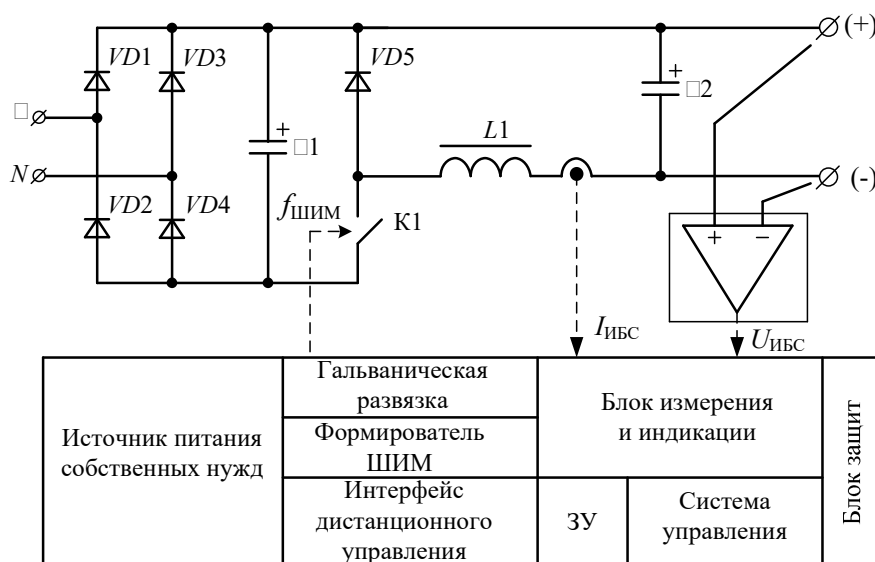 (+)
VD1
VD3
VD5
+
+
□2
□
+
□1
L1
N
(-)
VD2
VD4
fШИМ
К1
+
−
IИБС
UИБС
Источник питания
собственных нужд
Гальваническая
развязка
Формирователь
ШИМ
Интерфейс
дистанционного
управления
Блок измерения
и индикации
ЗУ
Система
управления
Блок защит